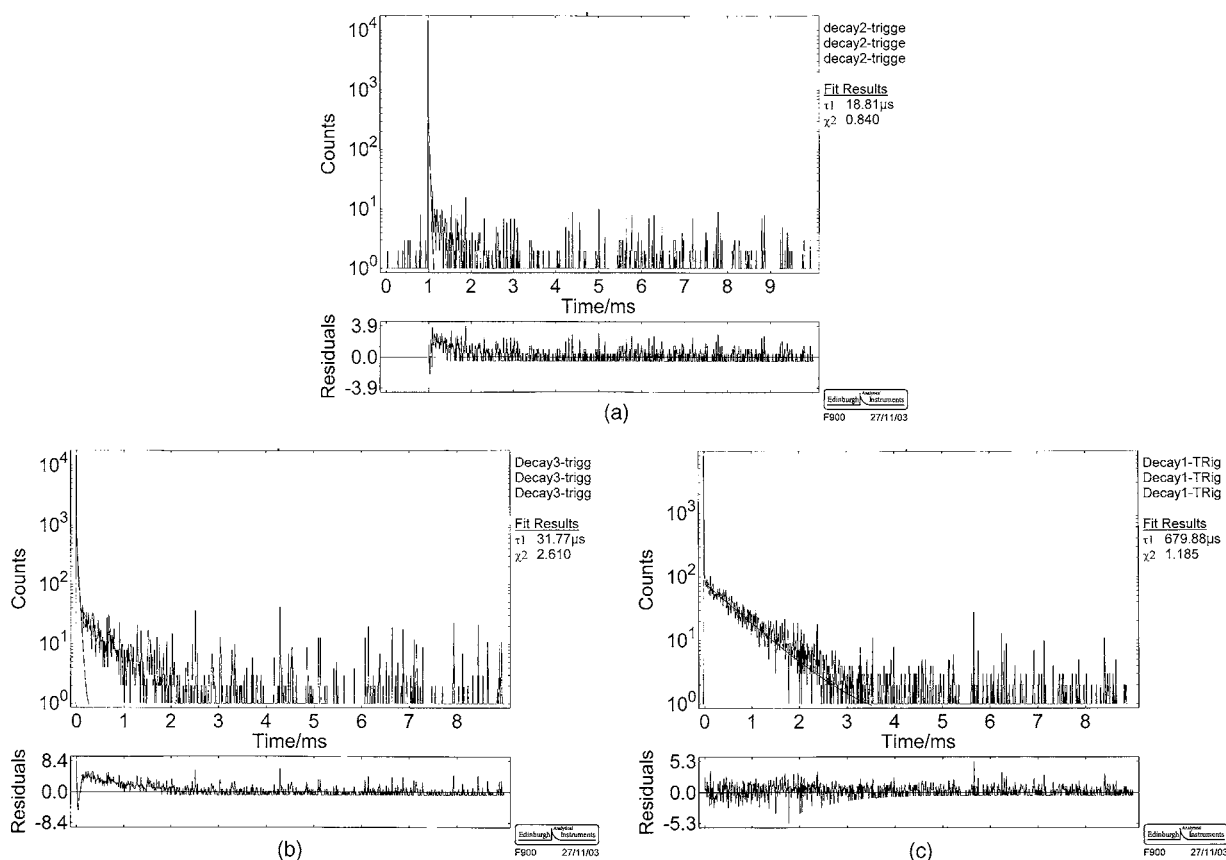 10⁴
10³
10²
10¹
10⁰
Counts
0 1 2 3 4 5 6 7 8 9
Time/ms
decay2-trigge
decay2-trigge
decay2-trigge
Fit Results
τ1 18.81µs
χ2 0.840
3.9
0.0
-3.9
Residuals
(a)
Analytical
Edinburgh Instruments
F900 27/11/03
10⁴
10³
10²
10¹
10⁰
Counts
0 1 2 3 4 5 6 7 8
Time/ms
Decay3-trigg
Decay3-trigg
Decay3-trigg
Fit Results
τ1 31.77µs
χ2 2.610
8.4
0.0
-8.4
Residuals
(b)
Analytical
Edinburgh Instruments
F900 27/11/03
10³
10²
10¹
10⁰
Counts
0 1 2 3 4 5 6 7 8
Time/ms
Decay1-TRig
Decay1-TRig
Decay1-TRig
Fit Results
τ1 679.88µs
χ2 1.185
5.3
0.0
-5.3
Residuals
(c)
Analytical
Edinburgh Instruments
F900 27/11/03